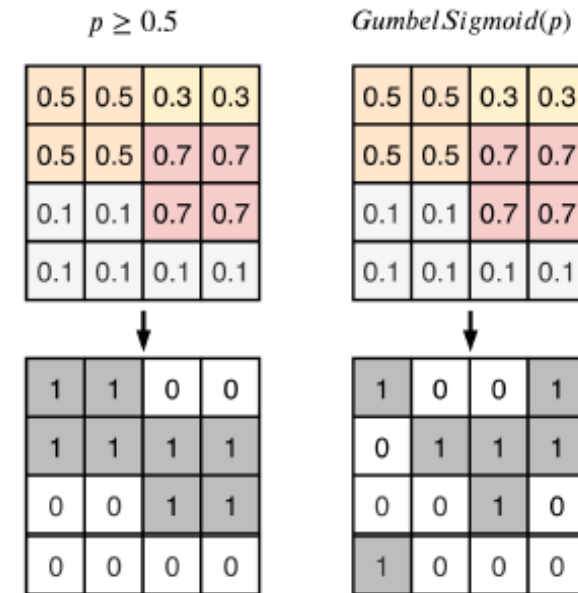 p ≥ 0.5 GumbelSigmoid(p)
0.5 0.5 0.3 0.3 0.5 0.5 0.3 0.3
0.5 0.5 0.7 0.7 0.5 0.5 0.7 0.7
0.1 0.1 0.7 0.7 0.1 0.1 0.7 0.7
0.1 0.1 0.1 0.1 0.1 0.1 0.1 0.1
1 1 0 0 1 0 0 1
1 1 1 1 0 1 1 1
0 0 1 1 0 0 1 0
0 0 0 0 1 0 0 0